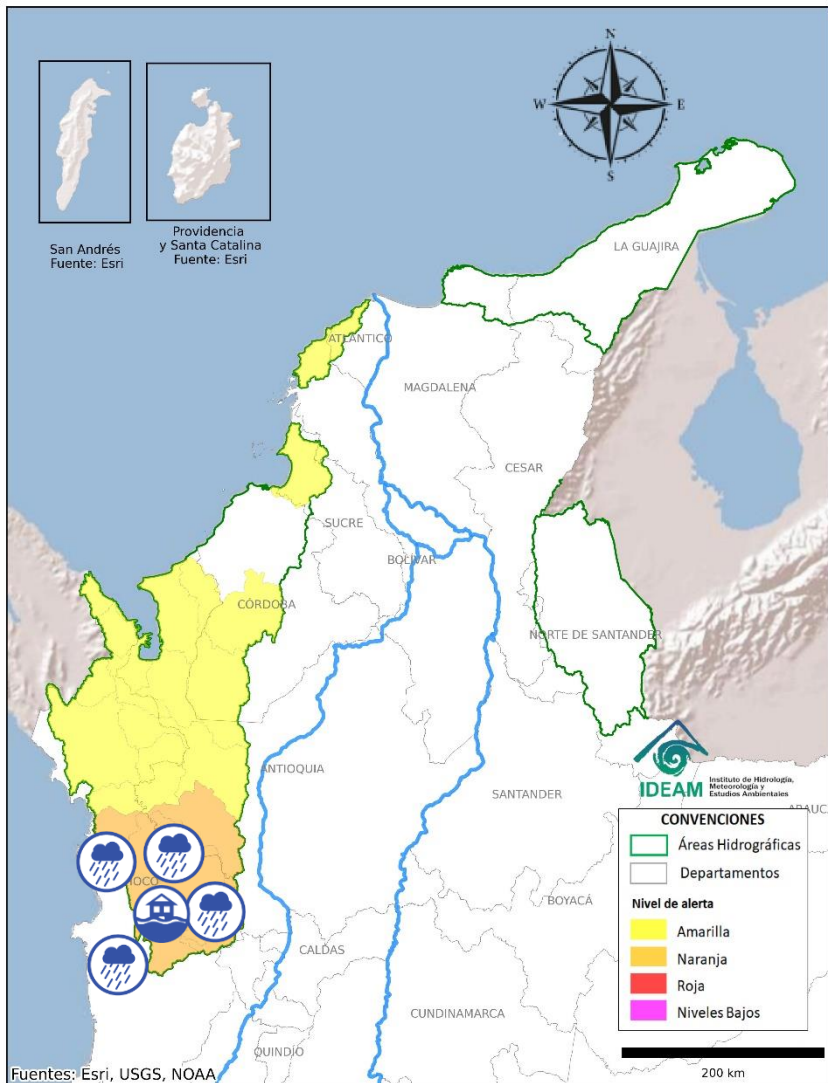 N
W
E
S
San Andrés
Fuente: Esri
Providencia
y Santa Catalina
Fuente: Esri
LA GUAJIRA
ATLÁNTICO
MAGDALENA
CESAR
SUCRE
BOLÍVAR
CÓRDOBA
NORTE DE SANTANDER
ANTIOQUIA
SANTANDER
IDEAM
Instituto de Hidrología,
Meteorología y
Estudios Ambientales
ARAUCA
CONVENCIONES
Áreas Hidrográficas
Departamentos
Nivel de alerta
Amarilla
Naranja
Roja
Niveles Bajos
BOYACÁ
CALDAS
CUNDINAMARCA
QUINDÍO
200 km
Fuentes: Esri, USGS, NOAA